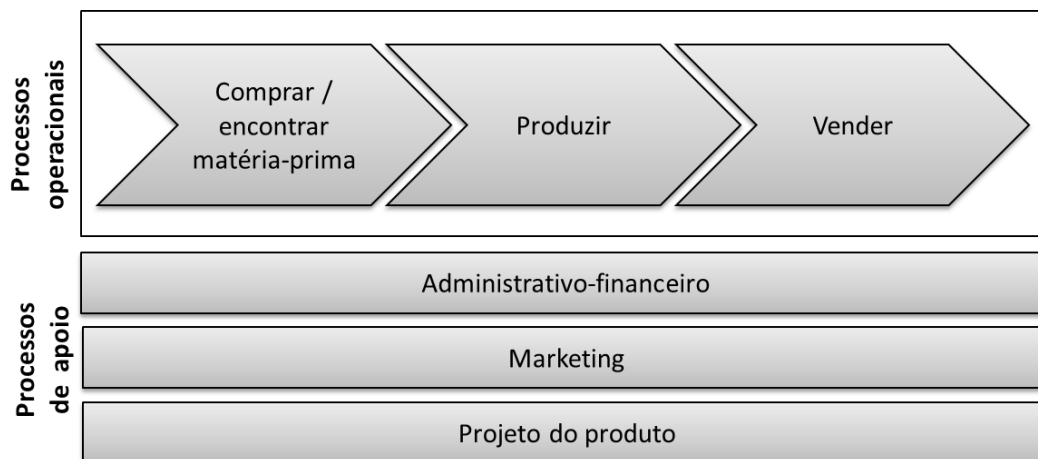 Processos
operacionais
Comprar /
encontrar
matéria-prima
Produzir
Vender
Processos
de apoio
Administrativo-financeiro
Marketing
Projeto do produto